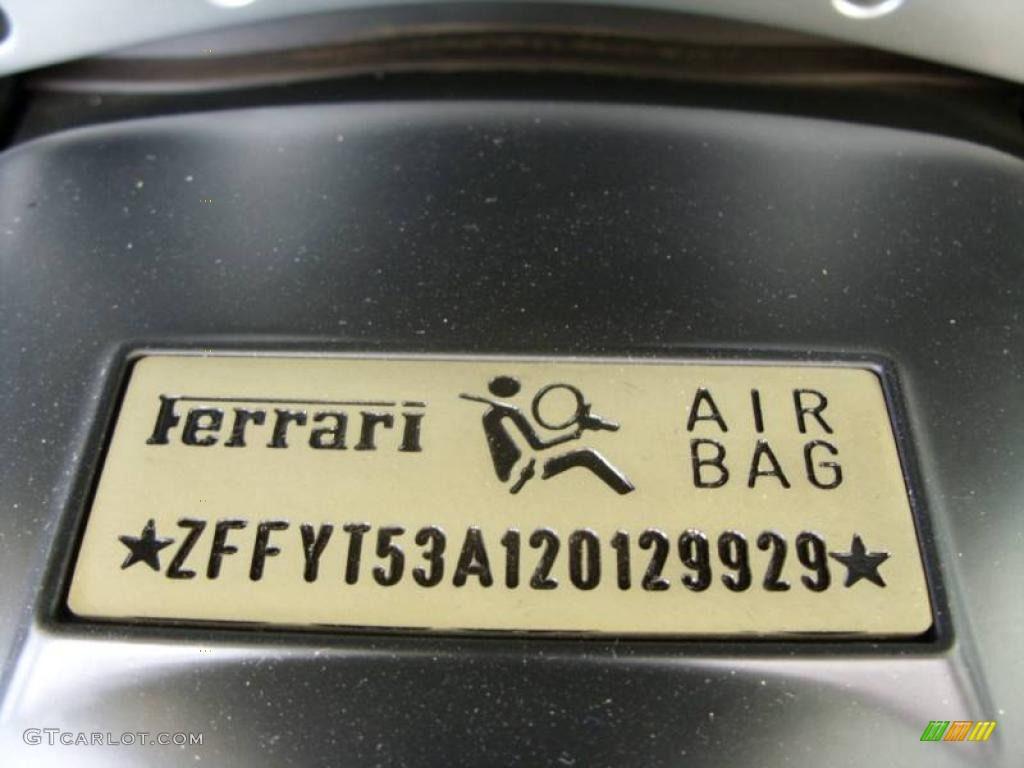 Ferrari
AIR
BAG
★ZFFYT53A120129929★
GTCARLOT.COM